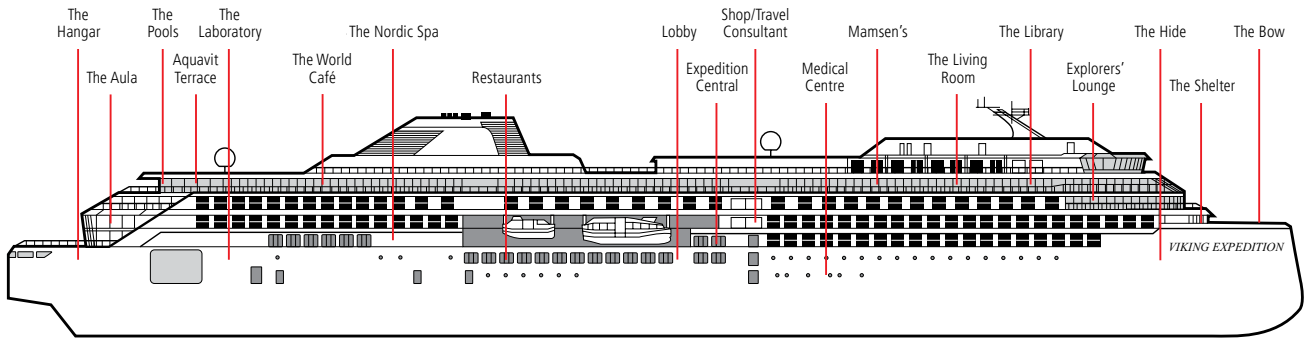 The
Hangar
The
Pools
The
Laboratory
The Nordic Spa
Lobby
Shop/Travel
Consultant
Mamsen's
The Library
The Hide
The Bow
The Aula
Aquavit
Terrace
The World
Café
Restaurants
Expedition
Central
Medical
Centre
The Living
Room
Explorers'
Lounge
The Shelter
VIKING EXPEDITION